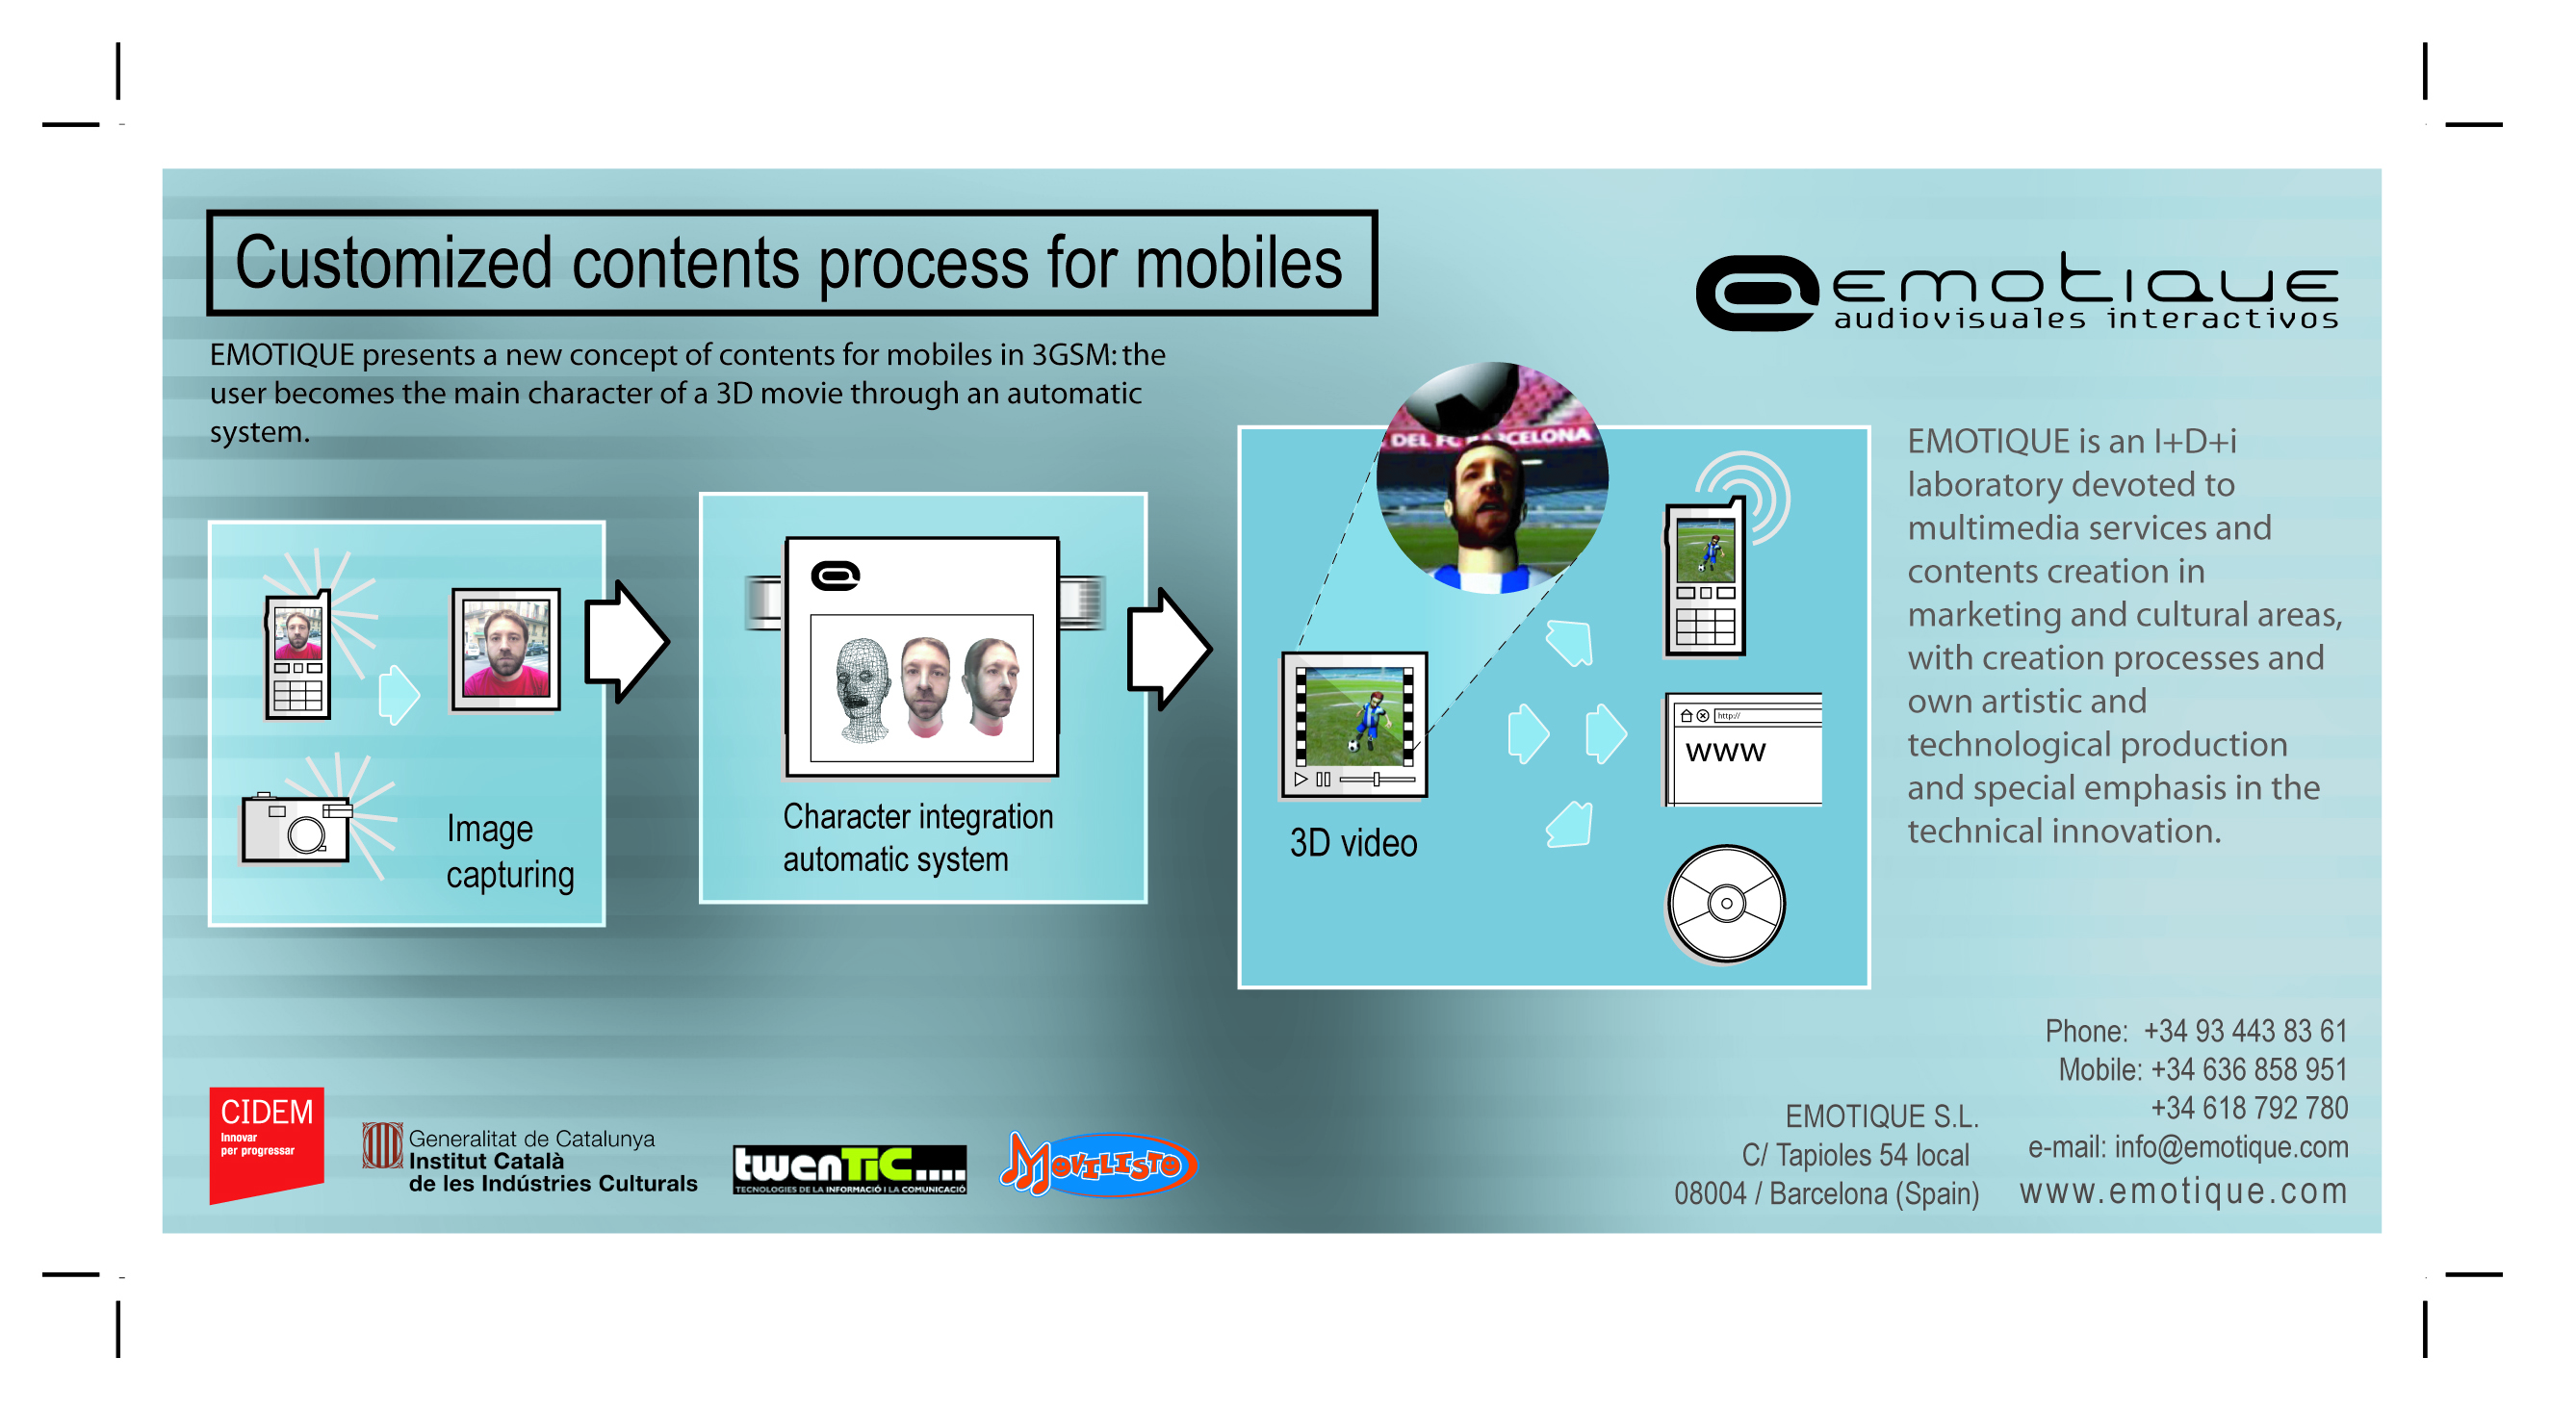 Customized contents process for mobiles
emotique
audiovisuales interactivos
EMOTIQUE presents a new concept of contents for mobiles in 3GSM: the
user becomes the main character of a 3D movie through an automatic
system.
Image
capturing
Character integration
automatic system
DEL FC BARCELONA
3D video
http://
www
EMOTIQUE is an I+D+i
laboratory devoted to
multimedia services and
contents creation in
marketing and cultural areas,
with creation processes and
own artistic and
technological production
and special emphasis in the
technical innovation.
CIDEM
Innovar
per progressar
Generalitat de Catalunya
Institut Català
de les Indústries Culturals
twenTiC....
TECNOLOGIES DE LA INFORMACIÓ I LA COMUNICACIÓ
MOVILISTO
EMOTIQUE S.L.
C/ Tapioles 54 local
08004 / Barcelona (Spain)
Phone: +34 93 443 83 61
Mobile: +34 636 858 951
+34 618 792 780
e-mail: info@emotique.com
www.emotique.com